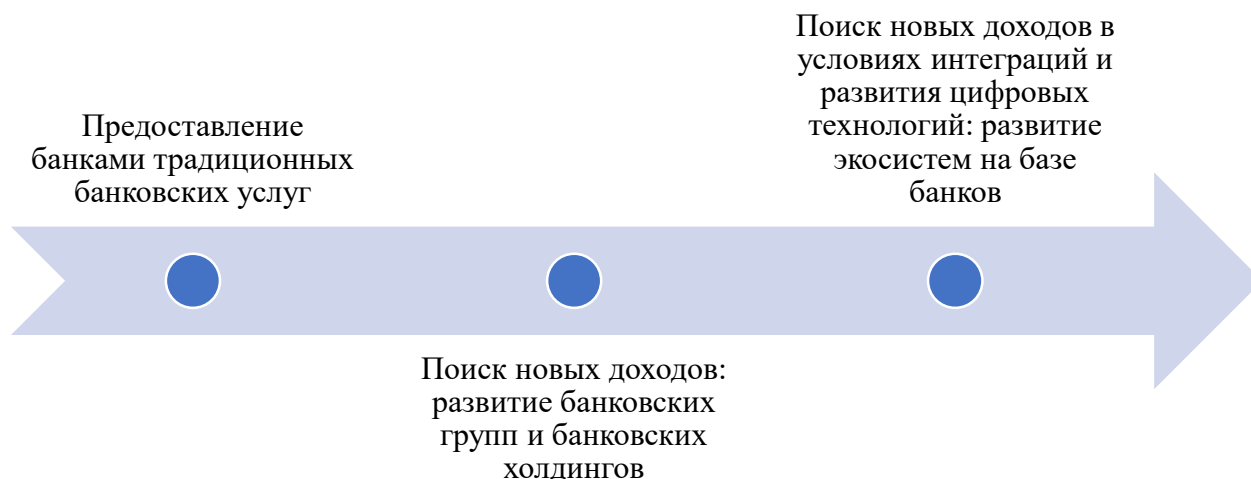 Предоставление
банками традиционных
банковских услуг
Поиск новых доходов:
развитие банковских
групп и банковских
холдингов
Поиск новых доходов в
условиях интеграций и
развития цифровых
технологий: развитие
экосистем на базе
банков